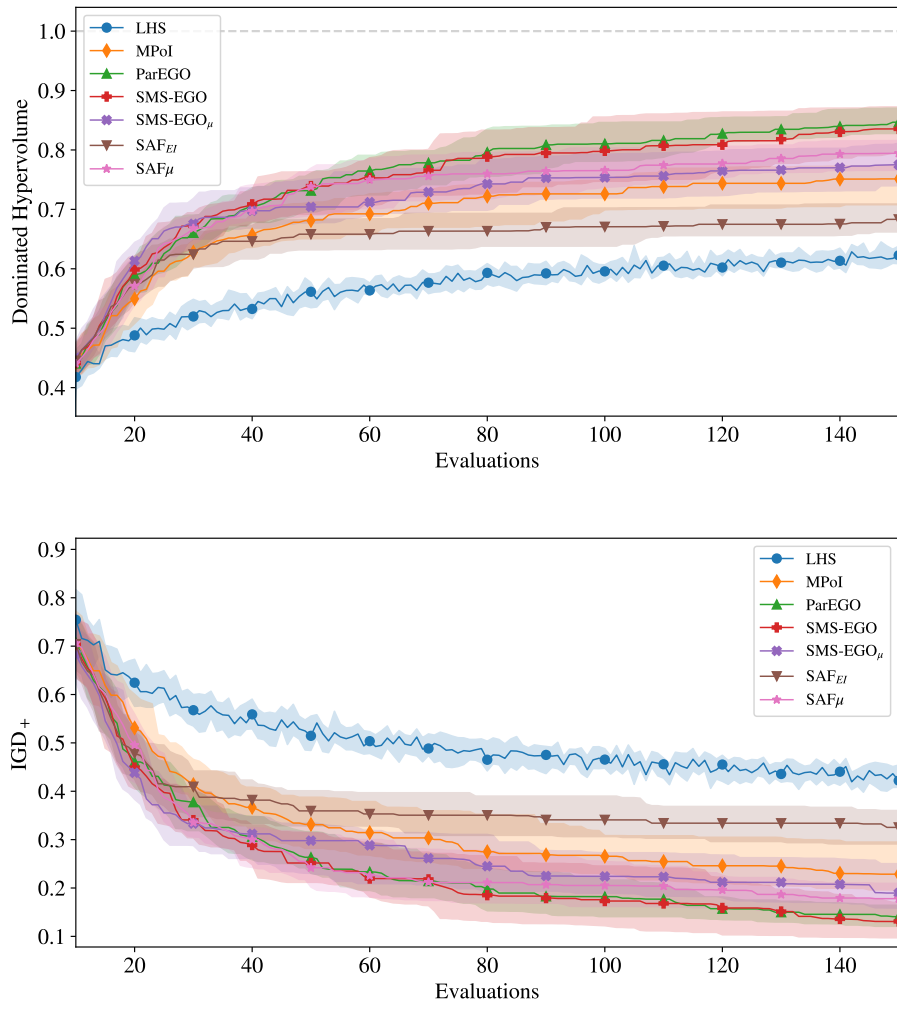 1.0
0.9
0.8
0.7
0.6
0.5
0.4
Dominated Hypervolume
LHS
MPoI
ParEGO
SMS-EGO
SMS-EGOμ
SAF_EI
SAFμ
20 40 60 80 100 120 140
Evaluations
0.9
0.8
0.7
0.6
0.5
0.4
0.3
0.2
0.1
IGD+
LHS
MPoI
ParEGO
SMS-EGO
SMS-EGOμ
SAF_EI
SAFμ
20 40 60 80 100 120 140
Evaluations